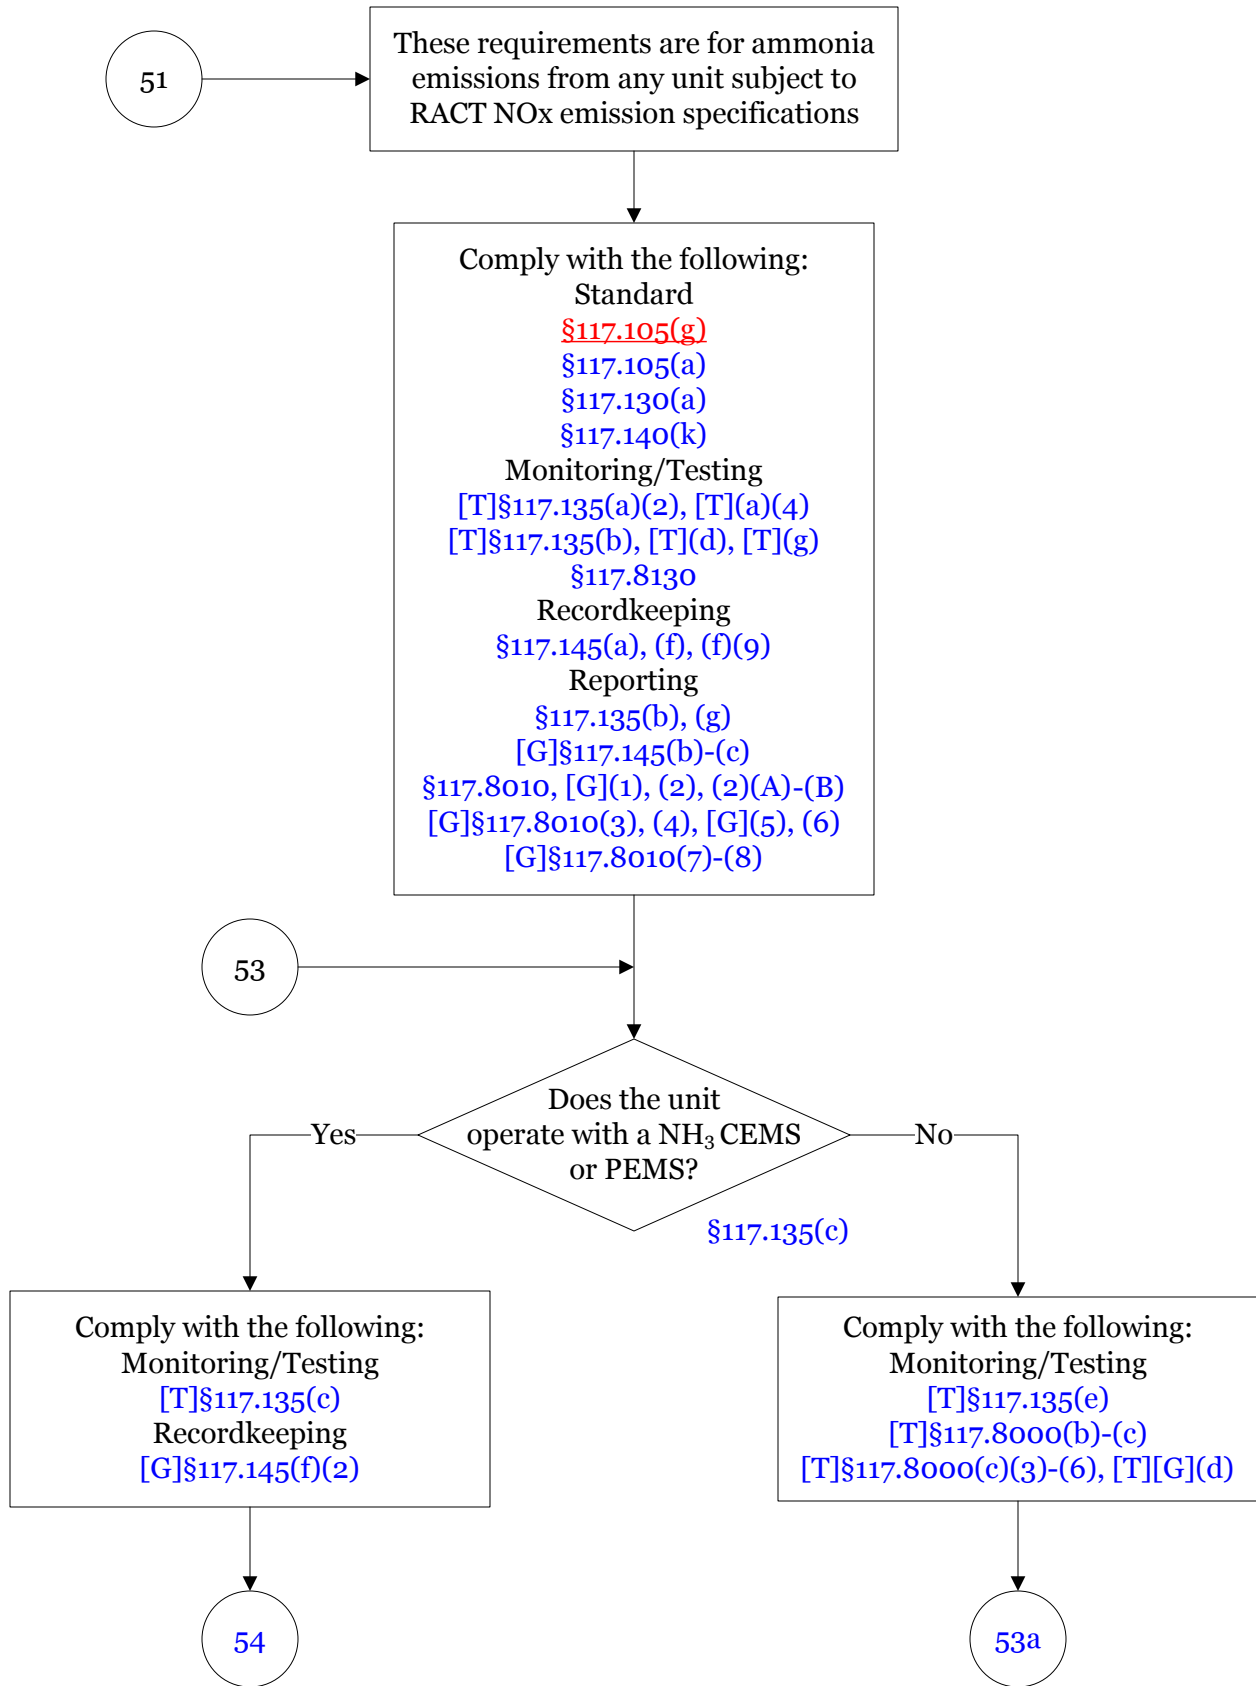 51
These requirements are for ammonia
emissions from any unit subject to
RACT NOx emission specifications
Comply with the following:
Standard
§117.105(g)
§117.105(a)
§117.130(a)
§117.140(k)
Monitoring/Testing
[T]§117.135(a)(2), [T](a)(4)
[T]§117.135(b), [T](d), [T](g)
§117.8130
Recordkeeping
§117.145(a), (f), (f)(9)
Reporting
§117.135(b), (g)
[G]§117.145(b)-(c)
§117.8010, [G](1), (2), (2)(A)-(B)
[G]§117.8010(3), (4), [G](5), (6)
[G]§117.8010(7)-(8)
53
Does the unit
operate with a NH₃ CEMS
or PEMS?
Yes
No
§117.135(c)
Comply with the following:
Monitoring/Testing
[T]§117.135(c)
Recordkeeping
[G]§117.145(f)(2)
Comply with the following:
Monitoring/Testing
[T]§117.135(e)
[T]§117.8000(b)-(c)
[T]§117.8000(c)(3)-(6), [T][G](d)
54
53a